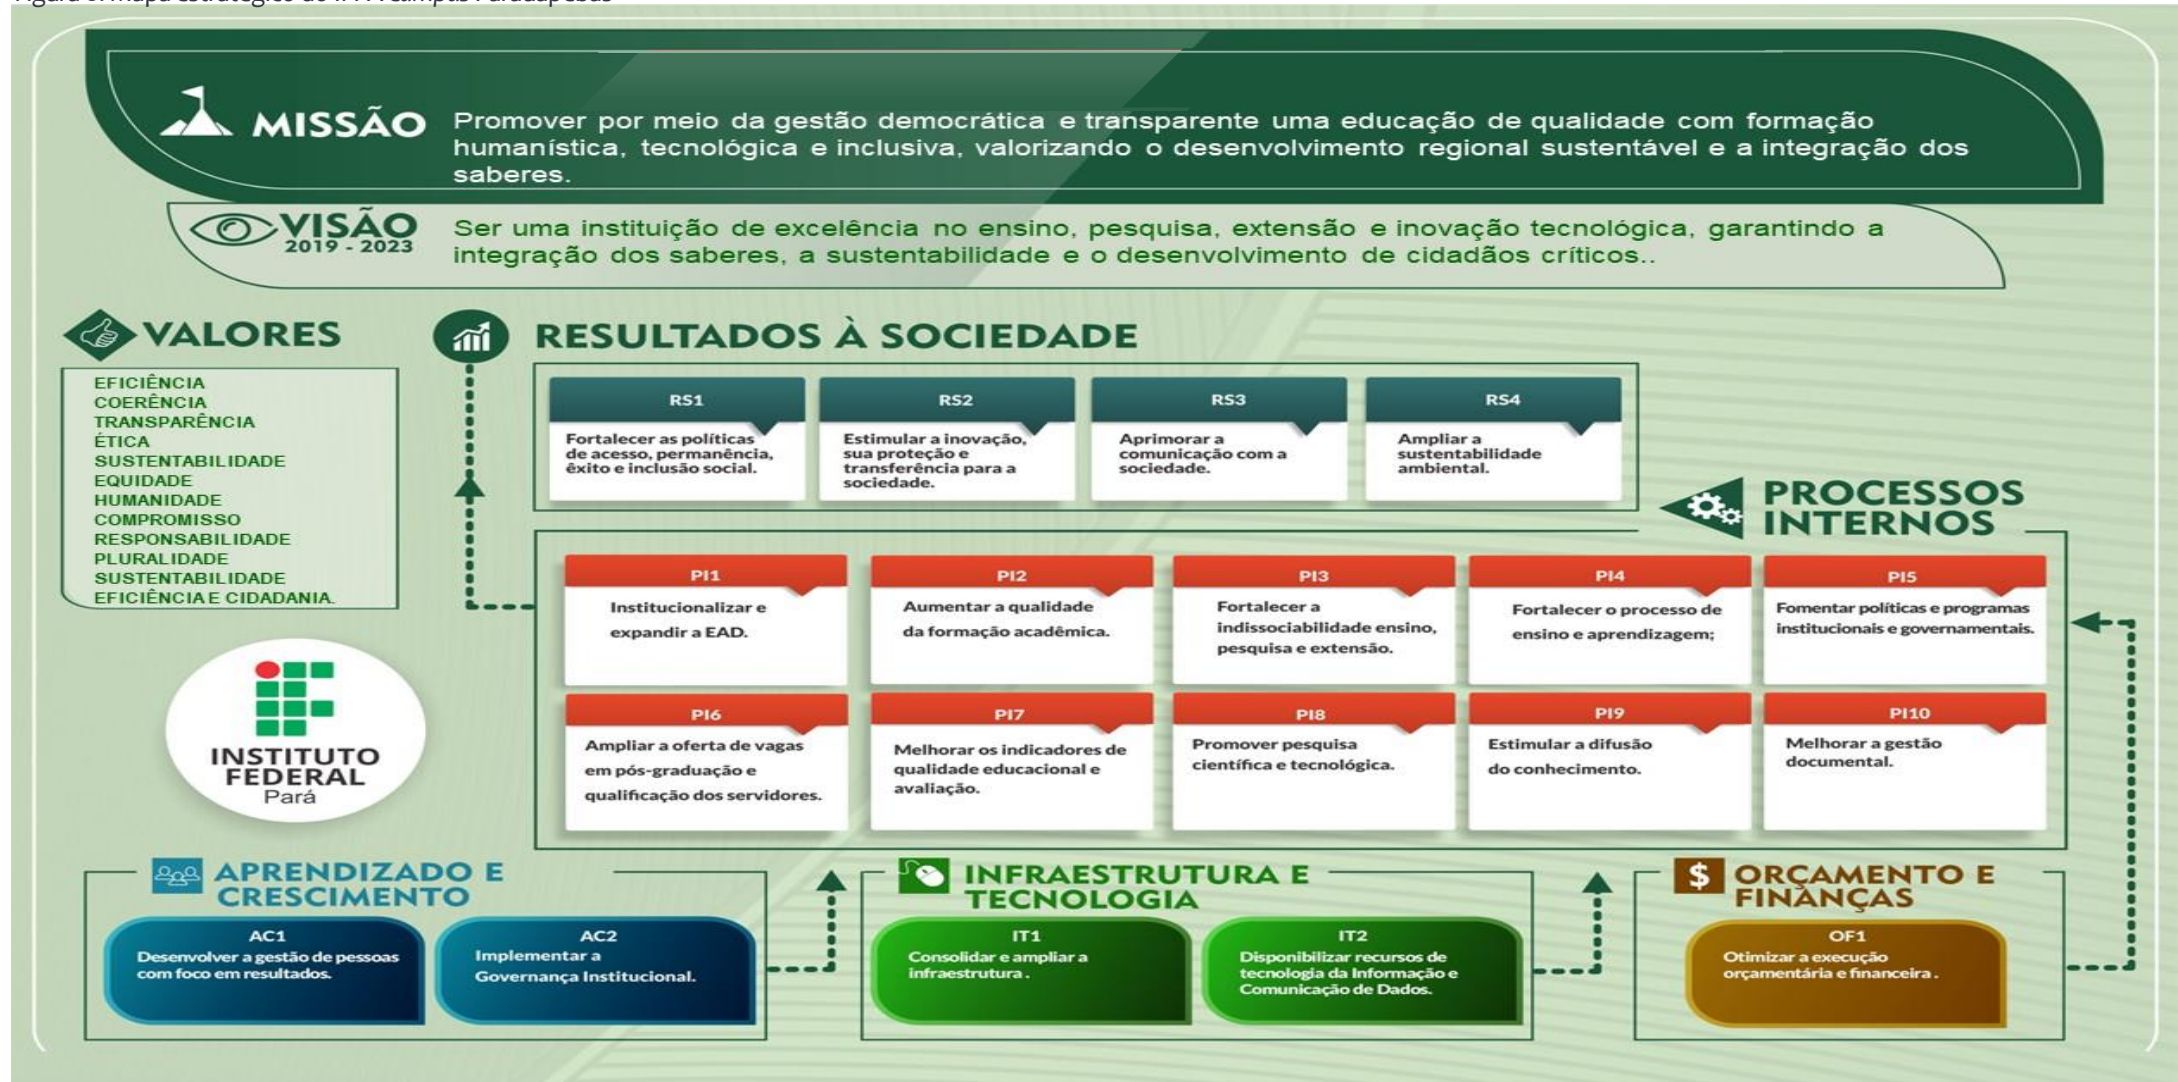 MISSÃO
Promover por meio da gestão democrática e transparente uma educação de qualidade com formação
humanística, tecnológica e inclusiva, valorizando o desenvolvimento regional sustentável e a integração dos
saberes.
VISÃO
2019 - 2023
Ser uma instituição de excelência no ensino, pesquisa, extensão e inovação tecnológica, garantindo a
integração dos saberes, a sustentabilidade e o desenvolvimento de cidadãos críticos..
VALORES
EFICIÊNCIA
COERÊNCIA
TRANSPARÊNCIA
ÉTICA
SUSTENTABILIDADE
EQUIDADE
HUMANIDADE
COMPROMISSO
RESPONSABILIDADE
PLURALIDADE
SUSTENTABILIDADE
EFICIÊNCIA E CIDADANIA.
INSTITUTO
FEDERAL
Pará
RESULTADOS À SOCIEDADE
RS1
Fortalecer as políticas
de acesso, permanência,
êxito e inclusão social.
RS2
Estimular a inovação,
sua proteção e
transferência para a
sociedade.
RS3
Aprimorar a
comunicação com a
sociedade.
RS4
Ampliar a
sustentabilidade
ambiental.
PROCESSOS
INTERNOS
PI1
Institucionalizar e
expandir a EAD.
PI2
Aumentar a qualidade
da formação acadêmica.
PI3
Fortalecer a
indissociabilidade ensino,
pesquisa e extensão.
PI4
Fortalecer o processo de
ensino e aprendizagem;
PI5
Fomentar políticas e programas
institucionais e governamentais.
PI6
Ampliar a oferta de vagas
em pós-graduação e
qualificação dos servidores.
PI7
Melhorar os indicadores de
qualidade educacional e
avaliação.
PI8
Promover pesquisa
científica e tecnológica.
PI9
Estimular a difusão
do conhecimento.
PI10
Melhorar a gestão
documental.
APRENDIZADO E
CRESCIMENTO
AC1
Desenvolver a gestão de pessoas
com foco em resultados.
AC2
Implementar a
Governança Institucional.
INFRAESTRUTURA E
TECNOLOGIA
IT1
Consolidar e ampliar a
infraestrutura .
IT2
Disponibilizar recursos de
tecnologia da Informação e
Comunicação de Dados.
$
ORÇAMENTO E
FINANÇAS
OF1
Otimizar a execução
orçamentária e financeira .